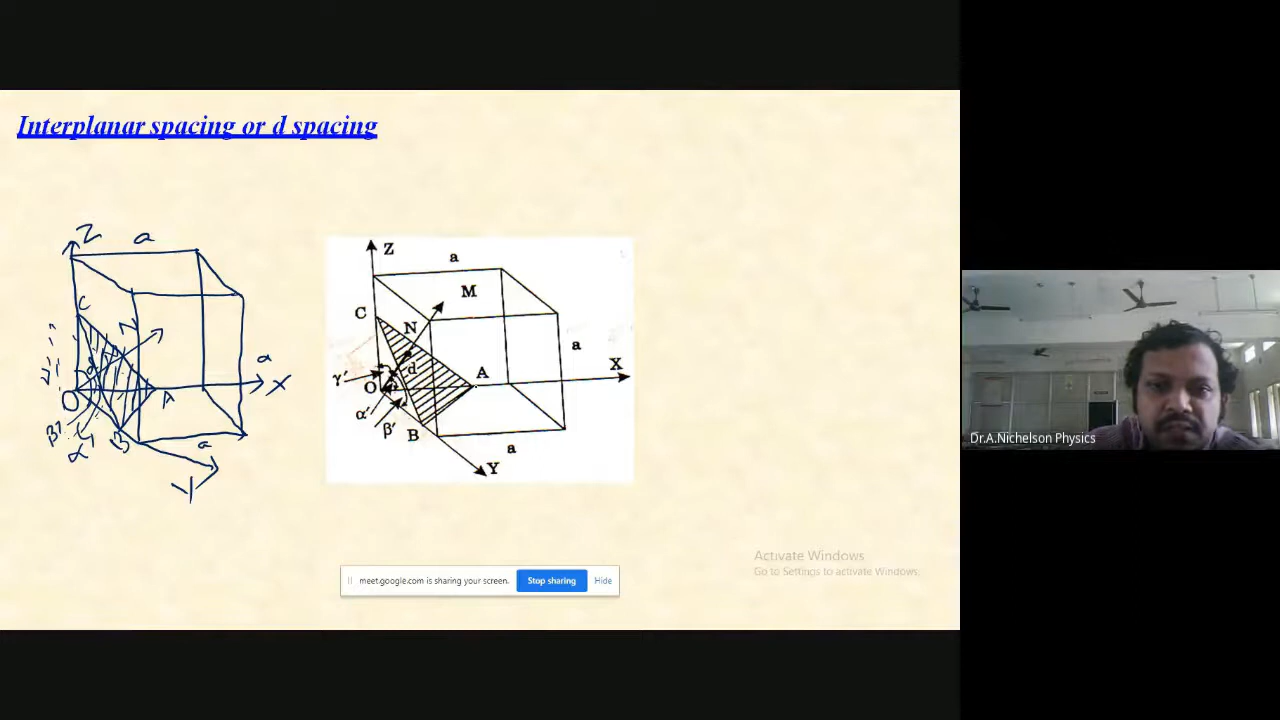 Interplanar spacing or d spacing
Z
a
C
N
d
a
X
O
A
β'
α'
B
a
Y
Z
a
M
C
N
a
d
X
A
γ'
O
α'
β'
B
a
Y
meet.google.com is sharing your screen.
Stop sharing
Hide
Activate Windows
Go to Settings to activate Windows.
Dr.A.Nichelson Physics